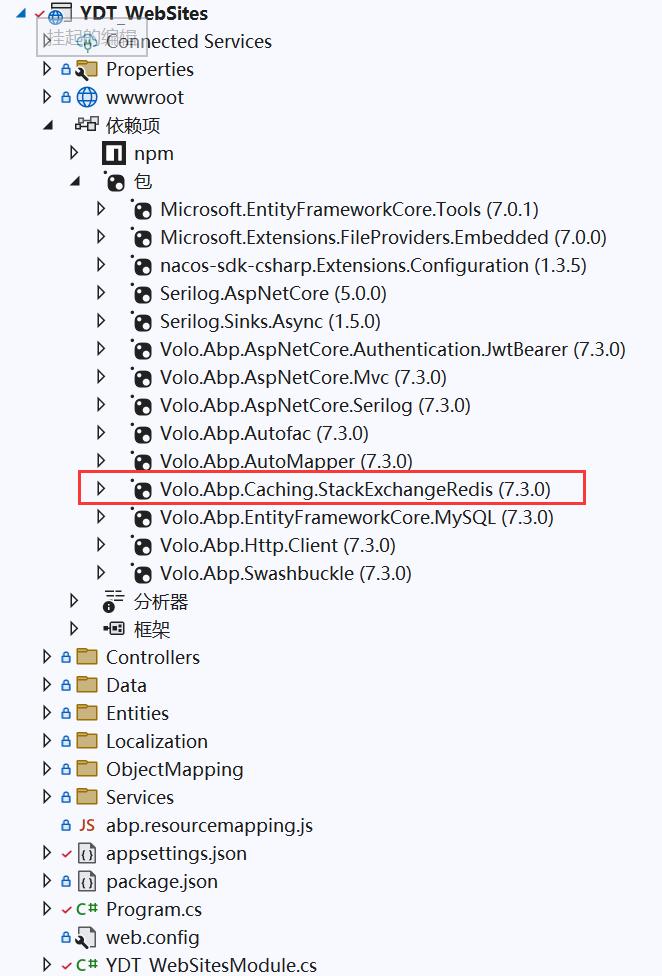 YDT_WebSites
挂起的编辑
Connected Services
Properties
wwwroot
依赖项
npm
包
Microsoft.EntityFrameworkCore.Tools (7.0.1)
Microsoft.Extensions.FileProviders.Embedded (7.0.0)
nacos-sdk-csharp.Extensions.Configuration (1.3.5)
Serilog.AspNetCore (5.0.0)
Serilog.Sinks.Async (1.5.0)
Volo.Abp.AspNetCore.Authentication.JwtBearer (7.3.0)
Volo.Abp.AspNetCore.Mvc (7.3.0)
Volo.Abp.AspNetCore.Serilog (7.3.0)
Volo.Abp.Autofac (7.3.0)
Volo.Abp.AutoMapper (7.3.0)
Volo.Abp.Caching.StackExchangeRedis (7.3.0)
Volo.Abp.EntityFrameworkCore.MySQL (7.3.0)
Volo.Abp.Http.Client (7.3.0)
Volo.Abp.Swashbuckle (7.3.0)
分析器
框架
Controllers
Data
Entities
Localization
ObjectMapping
Services
JS abp.resourcemapping.js
appsettings.json
package.json
C# Program.cs
web.config
C# YDT_WebSitesModule.cs